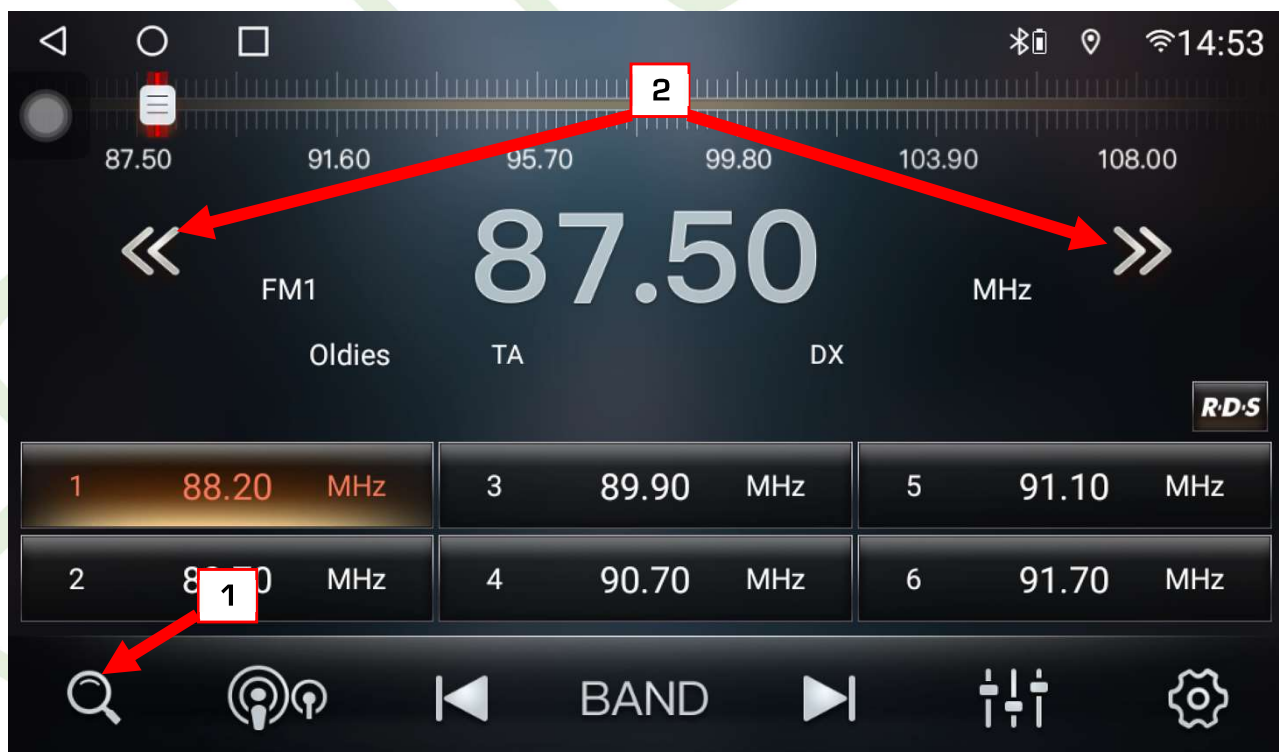 14:53
2
87.50 91.60 95.70 99.80 103.90 108.00
87.50
FM1 MHz
Oldies TA DX
R·D·S
1 88.20 MHz 3 89.90 MHz 5 91.10 MHz
2 MHz 4 90.70 MHz 6 91.70 MHz
1
BAND